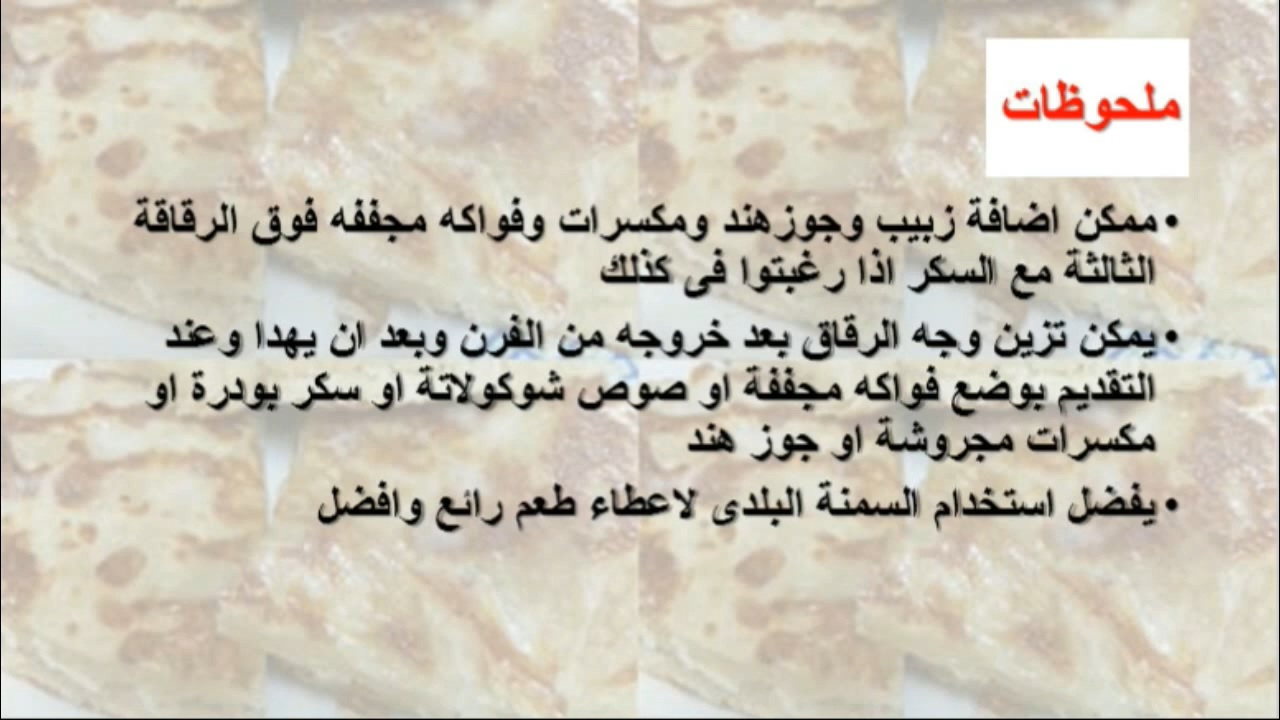 ملحوظات
• ممكن اضافة زبيب وجوزهند ومكسرات وفواكه مجففه فوق الرقاقة
الثالثة مع السكر اذا رغبتوا فى كذلك
• يمكن تزين وجه الرقاق بعد خروجه من الفرن وبعد ان يهدا وعند
التقديم بوضع فواكه مجففة او صوص شوكولاتة او سكر بودرة او
مكسرات مجروشة او جوز هند
• يفضل استخدام السمنة البلدى لاعطاء طعم رائع وافضل